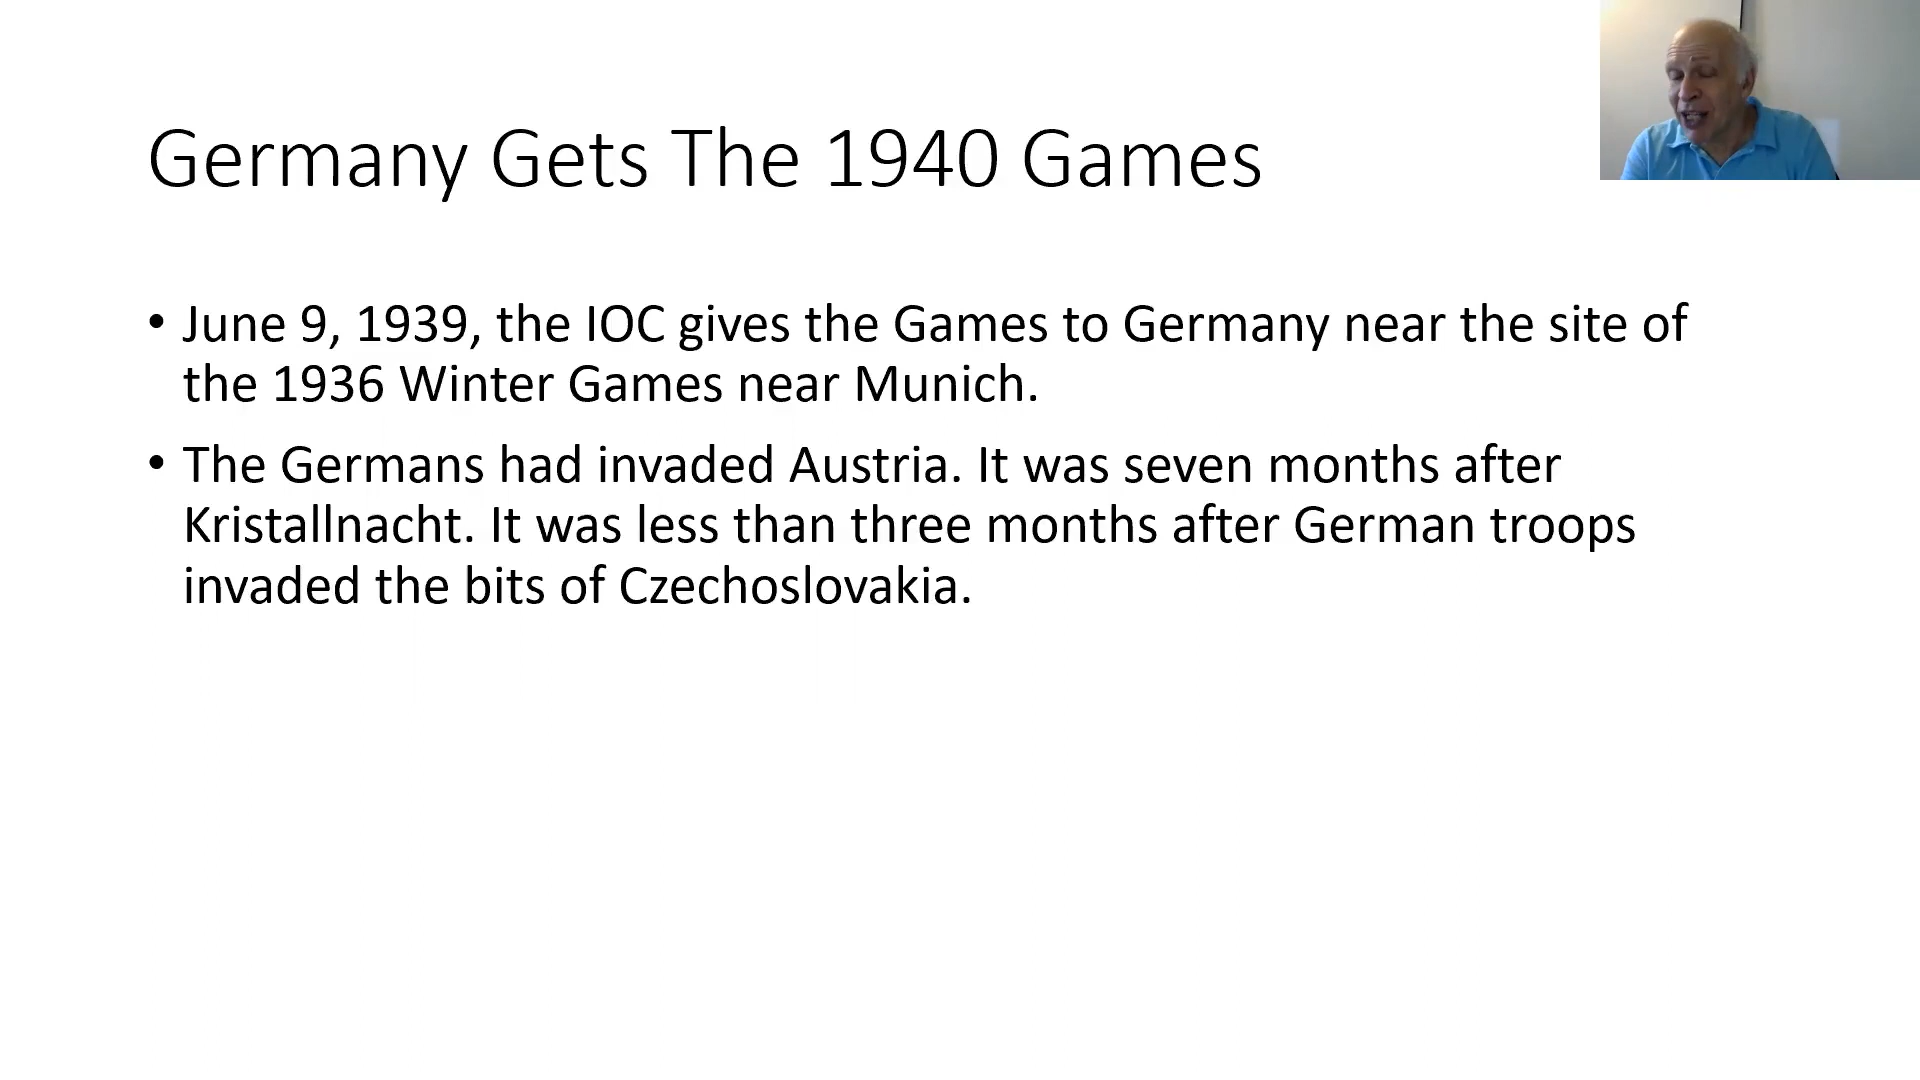 Germany Gets The 1940 Games
• June 9, 1939, the IOC gives the Games to Germany near the site of
the 1936 Winter Games near Munich.
• The Germans had invaded Austria. It was seven months after
Kristallnacht. It was less than three months after German troops
invaded the bits of Czechoslovakia.